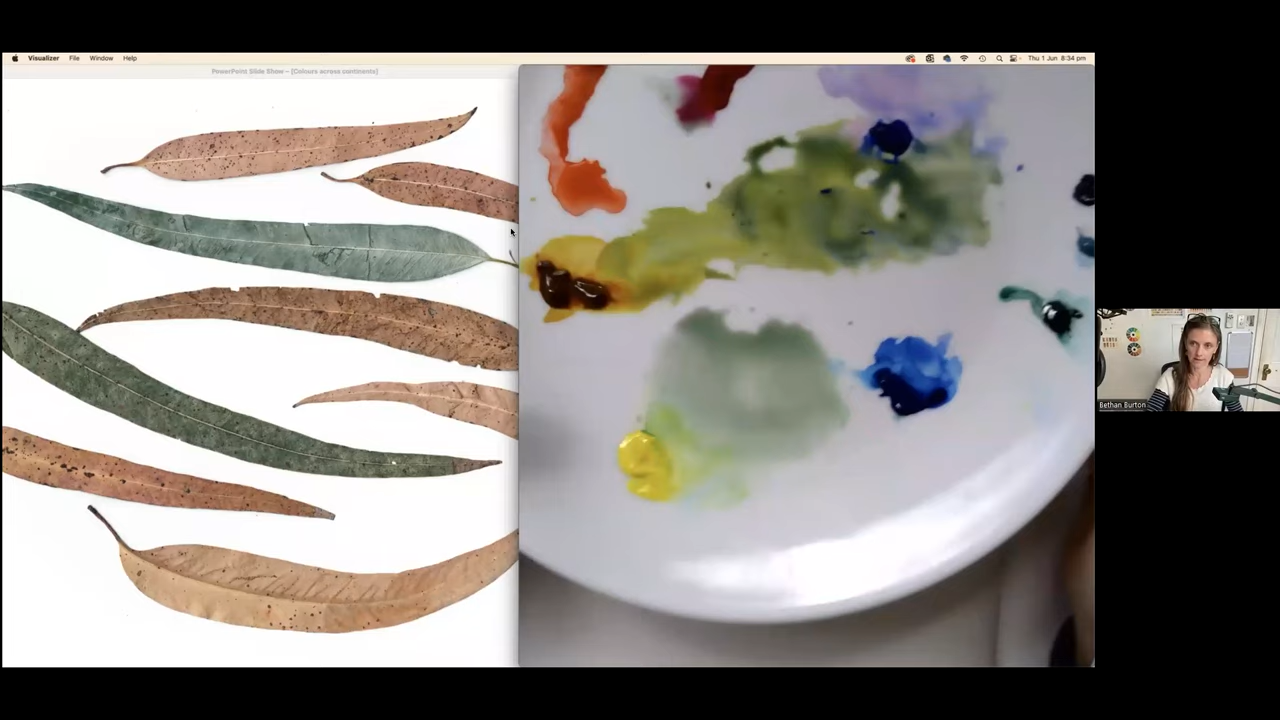 Visualizer File Window Help Thu 1 Jun 8:34 pm
PowerPoint Slide Show – [Colours across continents]
Bethan Burton